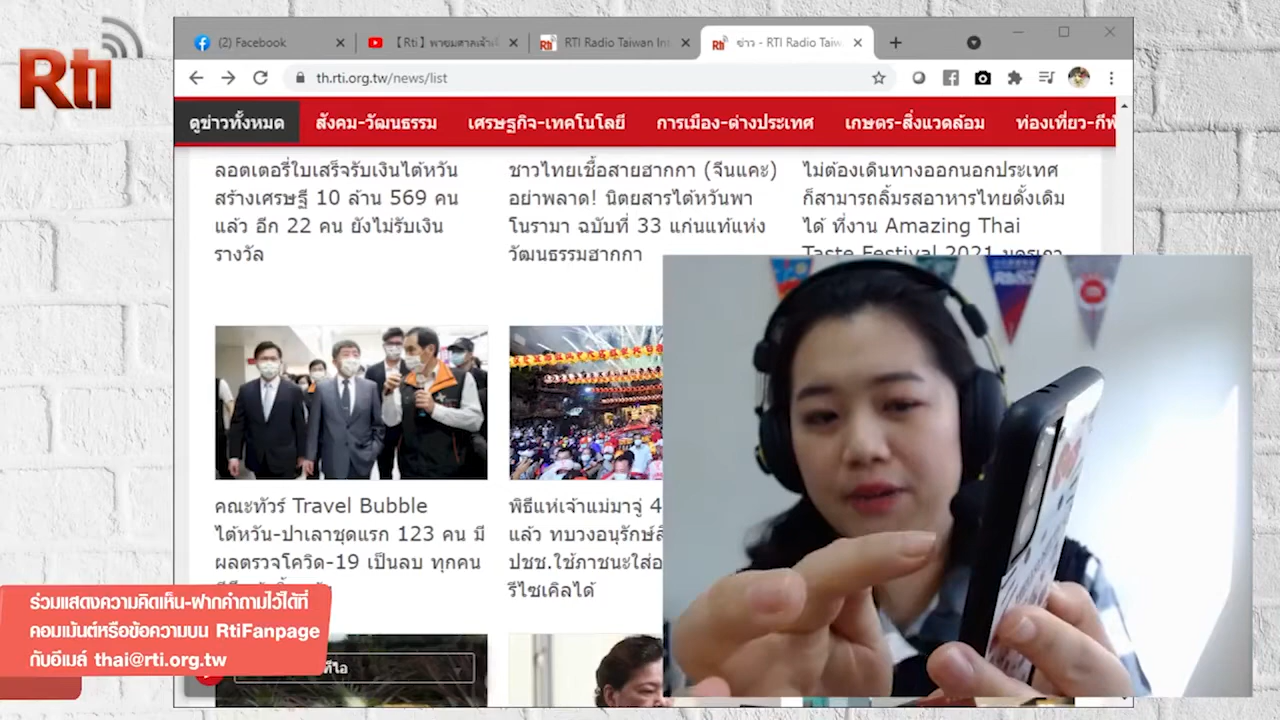 Rti
(2) Facebook
【Rti】พายมศาลเจ้าเ
RTI Radio Taiwan Int
ข่าว - RTI Radio Taiw
th.rti.org.tw/news/list
ดูข่าวทั้งหมด สังคม-วัฒนธรรม เศรษฐกิจ-เทคโนโลยี การเมือง-ต่างประเทศ เกษตร-สิ่งแวดล้อม ท่องเที่ยว-กีฬ
ลอตเตอรี่ใบเสร็จรับเงินไต้หวัน
สร้างเศรษฐี 10 ล้าน 569 คน
แล้ว อีก 22 คน ยังไม่รับเงิน
รางวัล
ชาวไทยเชื้อสายฮากกา (จีนแคะ)
อย่าพลาด! นิตยสารไต้หวันพา
โนรามา ฉบับที่ 33 แก่นแท้แห่ง
วัฒนธรรมฮากกา
ไม่ต้องเดินทางออกนอกประเทศ
ก็สามารถลิ้มรสอาหารไทยดั้งเดิม
ได้ ที่งาน Amazing Thai
Taste Festival 2021
คณะทัวร์ Travel Bubble
ไต้หวัน-ปาเลาชุดแรก 123 คน มี
ผลตรวจโควิด-19 เป็นลบ ทุกคน
พิธีแห่เจ้าแม่มาจู่ 4
แล้ว ทบวงอนุรักษ์สิ
ปชช.ใช้ภาชนะใส่อ
รีไซเคิลได้
ร่วมแสดงความคิดเห็น-ฝากคำถามไว้ได้ที่
คอมเม้นต์หรือข้อความบน RtiFanpage
กับอีเมล์ thai@rti.org.tw